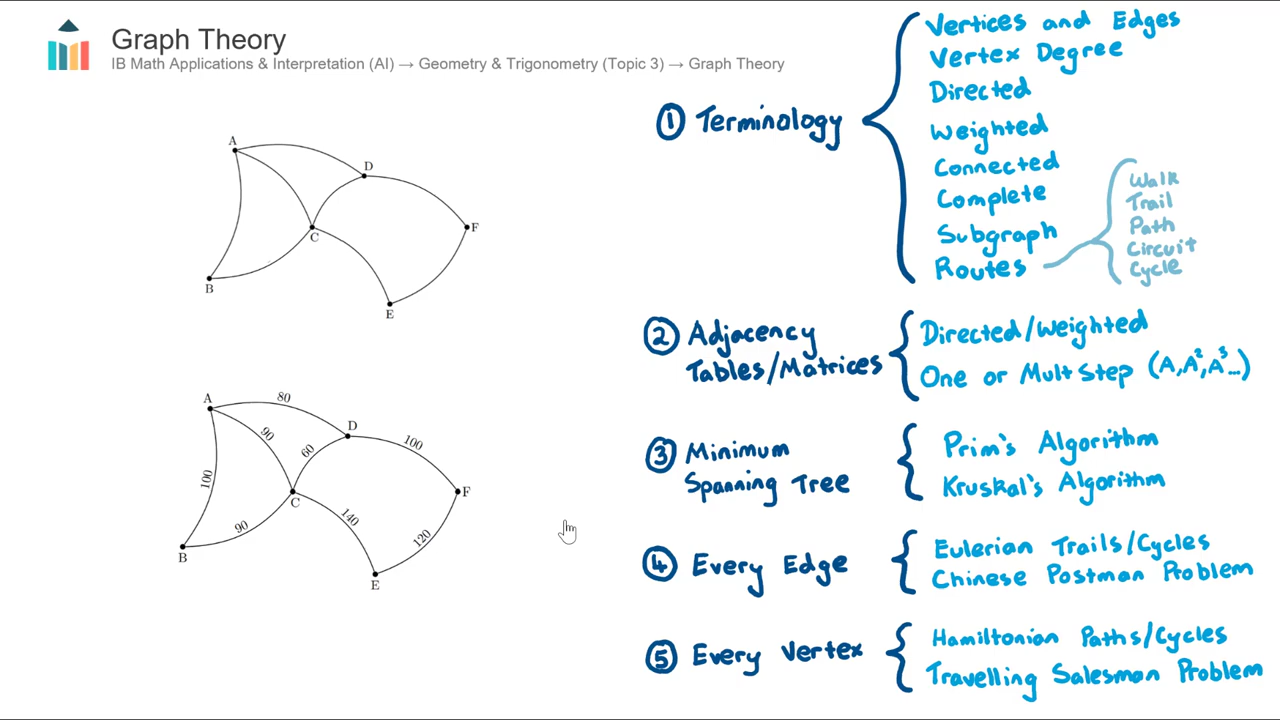 Graph Theory
IB Math Applications & Interpretation (AI) → Geometry & Trigonometry (Topic 3) → Graph Theory
A
D
F
C
B
E
A
80
D
100
90
60
100
F
C
140
90
120
B
E
① Terminology
Vertices and Edges
Vertex Degree
Directed
Weighted
Connected
Complete
Subgraph
Routes
Walk
Trail
Path
Circuit
Cycle
② Adjacency
Tables/Matrices
Directed/Weighted
One or Mult Step (A, A², A³...)
③ Minimum
Spanning Tree
Prim's Algorithm
Kruskal's Algorithm
④ Every Edge
Eulerian Trails/Cycles
Chinese Postman Problem
⑤ Every Vertex
Hamiltonian Paths/Cycles
Travelling Salesman Problem